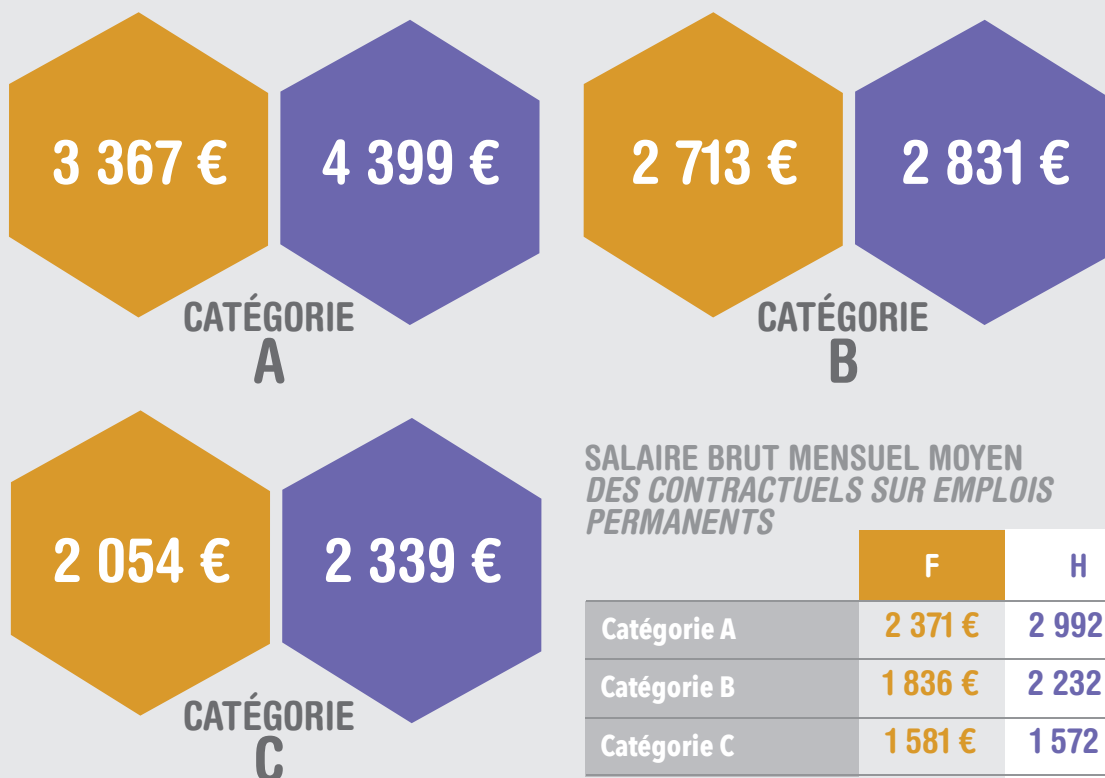 3 367 €
4 399 €
CATÉGORIE
A
2 713 €
2 831 €
CATÉGORIE
B
2 054 €
2 339 €
CATÉGORIE
C
SALAIRE BRUT MENSUEL MOYEN
DES CONTRACTUELS SUR EMPLOIS
PERMANENTS
F H
Catégorie A 2 371 € 2 992
Catégorie B 1 836 € 2 232
Catégorie C 1 581 € 1 572